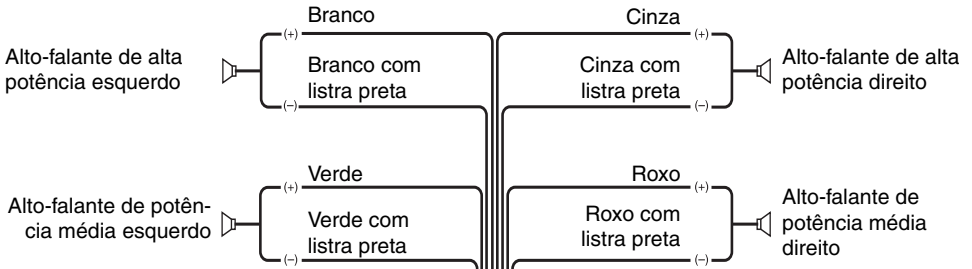 Branco
(+)
Alto-falante de alta
potência esquerdo
Branco com
listra preta
(−)
Cinza
(+)
Cinza com
listra preta
(−)
Alto-falante de alta
potência direito
Verde
(+)
Alto-falante de potên-
cia média esquerdo
Verde com
listra preta
(−)
Roxo
(+)
Roxo com
listra preta
(−)
Alto-falante de
potência média
direito